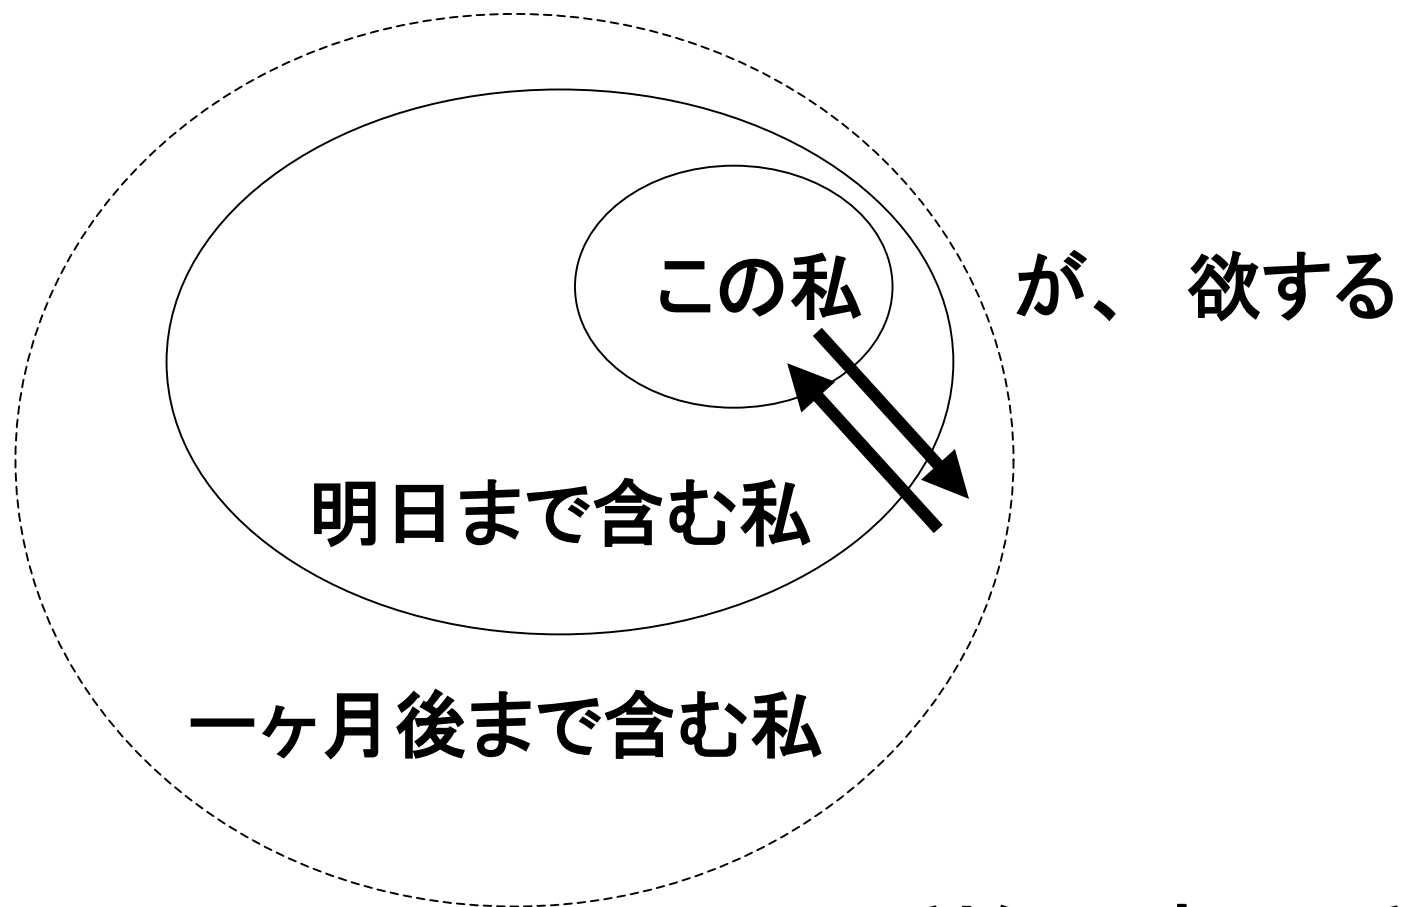 この私 が、 欲する
明日まで含む私
一ヶ月後まで含む私